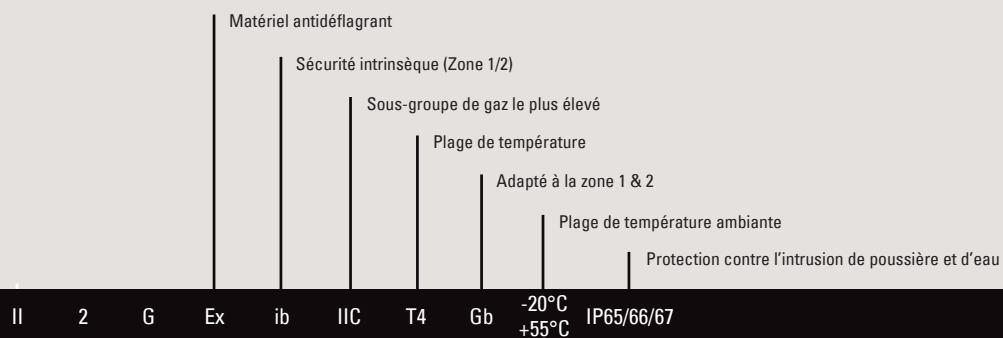 Matériel antidéflagrant
Sécurité intrinsèque (Zone 1/2)
Sous-groupe de gaz le plus élevé
Plage de température
Adapté à la zone 1 & 2
Plage de température ambiante
Protection contre l'intrusion de poussière et d'eau
II 2 G Ex ib IIC T4 Gb -20°C +55°C IP65/66/67